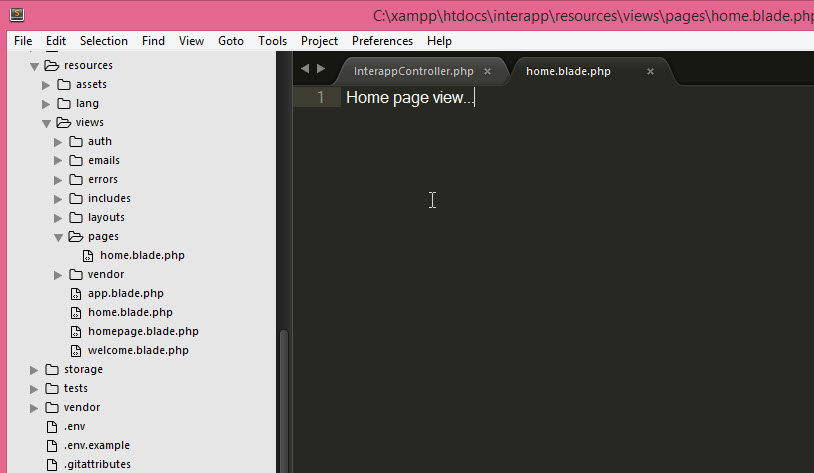 C:\xampp\htdocs\interapp\resources\views\pages\home.blade.php
File Edit Selection Find View Goto Tools Project Preferences Help
resources
assets
lang
views
auth
emails
errors
includes
layouts
pages
home.blade.php
vendor
app.blade.php
home.blade.php
homepage.blade.php
welcome.blade.php
storage
tests
vendor
.env
.env.example
.gitattributes
InterappController.php × home.blade.php ×
1 Home page view...